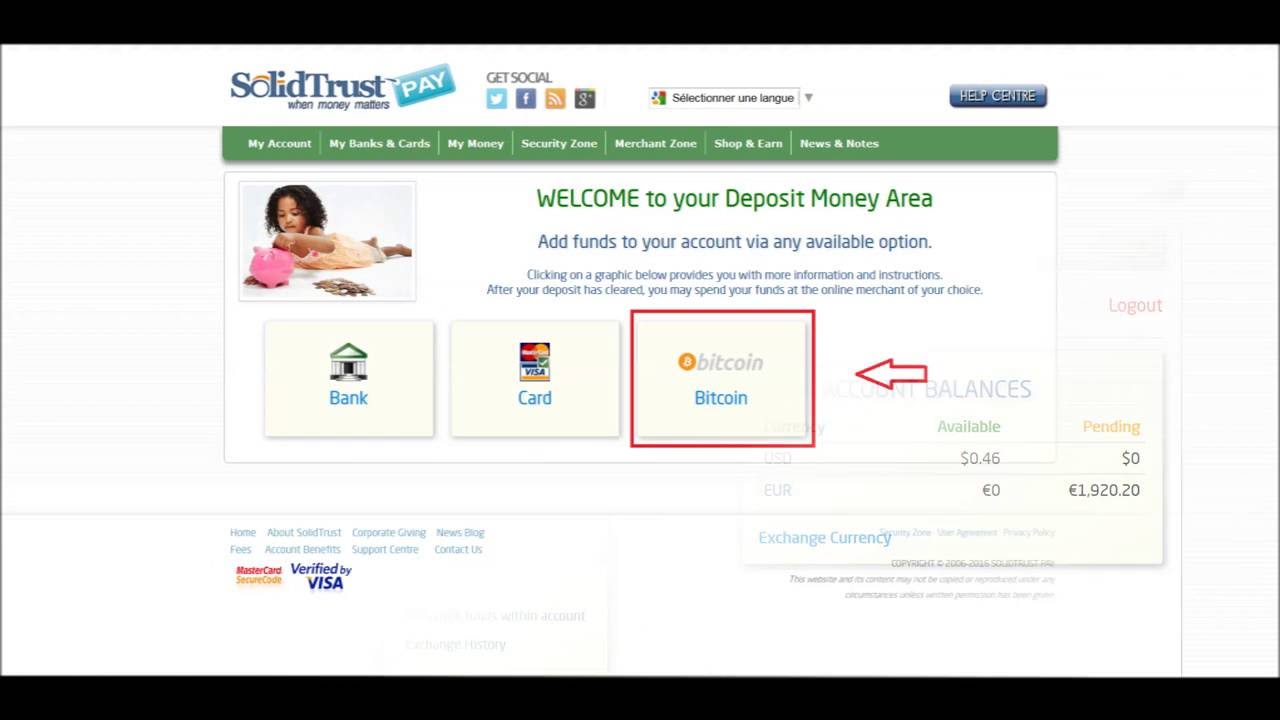 SolidTrust PAY
when money matters
GET SOCIAL
Sélectionner une langue ▼
HELP CENTRE
My Account
My Banks & Cards
My Money
Security Zone
Merchant Zone
Shop & Earn
News & Notes
WELCOME to your Deposit Money Area
Add funds to your account via any available option.
Clicking on a graphic below provides you with more information and instructions.
After your deposit has cleared, you may spend your funds at the online merchant of your choice.
Logout
Bank
MasterCard
VISA
Card
bitcoin
Bitcoin
ACCOUNT BALANCES
Currency Available Pending
USD $0.46 $0
EUR €0 €1,920.20
Exchange Currency
Home About SolidTrust Corporate Giving News Blog
Fees Account Benefits Support Centre Contact Us
MasterCard SecureCode
Verified by VISA
Security Zone User Agreement Privacy Policy
COPYRIGHT © 2006-2016 SOLIDTRUST PAY
This website and its content may not be copied or reproduced under any
circumstances unless written permission has been given
funds within account
Exchange History